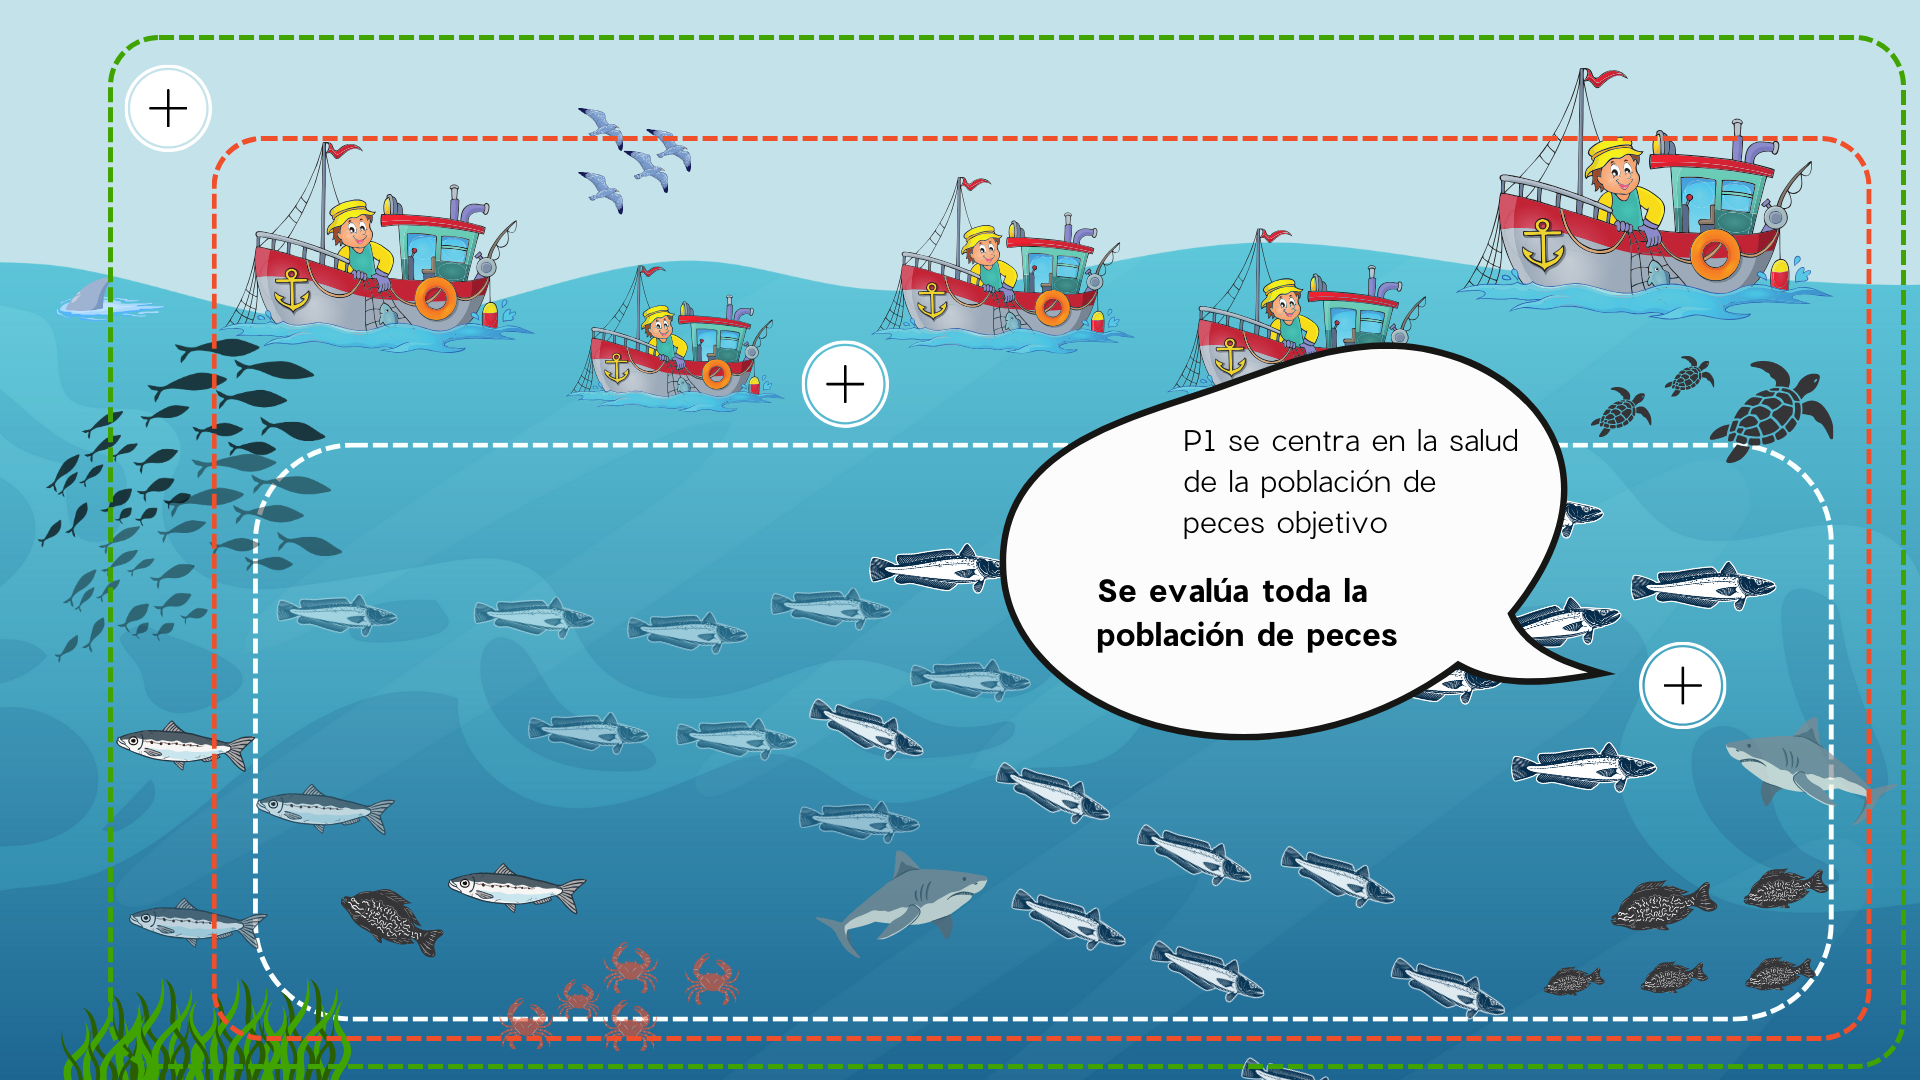 P1 se centra en la salud
de la población de
peces objetivo
Se evalúa toda la
población de peces